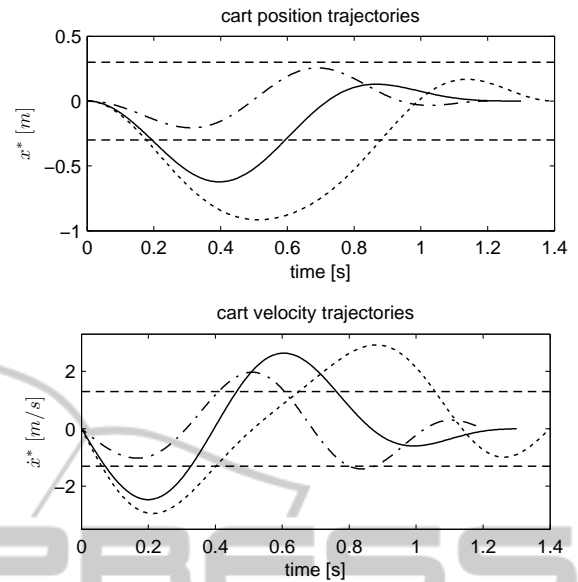 cart position trajectories
0.5
0
−0.5
−1
x* [m]
0 0.2 0.4 0.6 0.8 1 1.2 1.4
time [s]
cart velocity trajectories
2
0
−2
ẋ* [m/s]
0 0.2 0.4 0.6 0.8 1 1.2 1.4
time [s]